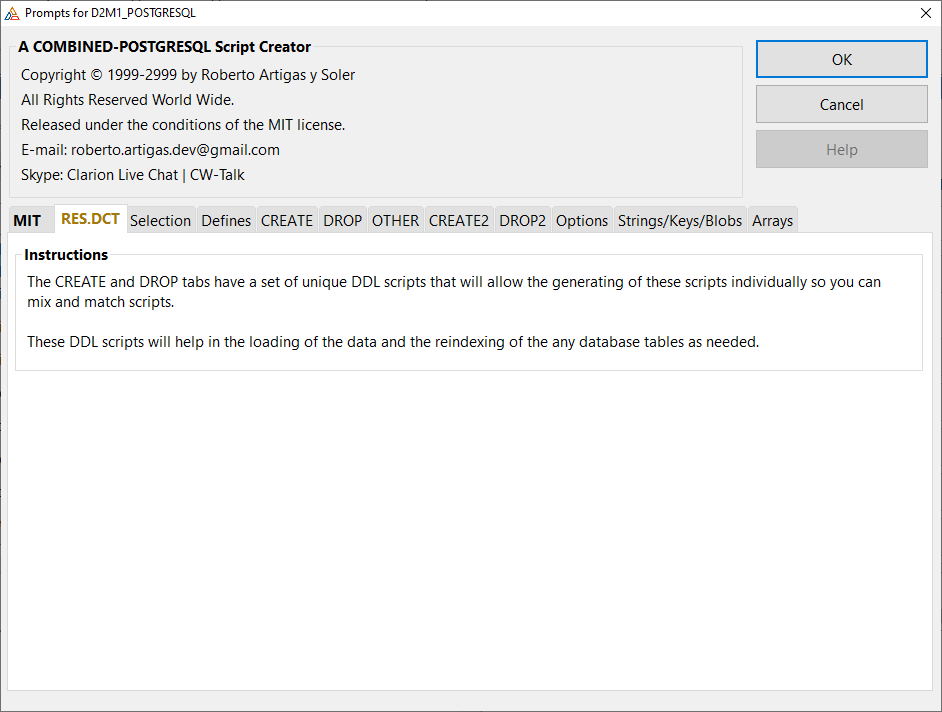 Prompts for D2M1_POSTGRESQL
A COMBINED-POSTGRESQL Script Creator
Copyright © 1999-2999 by Roberto Artigas y Soler
All Rights Reserved World Wide.
Released under the conditions of the MIT license.
E-mail: roberto.artigas.dev@gmail.com
Skype: Clarion Live Chat | CW-Talk
OK
Cancel
Help
MIT RES.DCT Selection Defines CREATE DROP OTHER CREATE2 DROP2 Options Strings/Keys/Blobs Arrays
Instructions
The CREATE and DROP tabs have a set of unique DDL scripts that will allow the generating of these scripts individually so you can
mix and match scripts.
These DDL scripts will help in the loading of the data and the reindexing of the any database tables as needed.